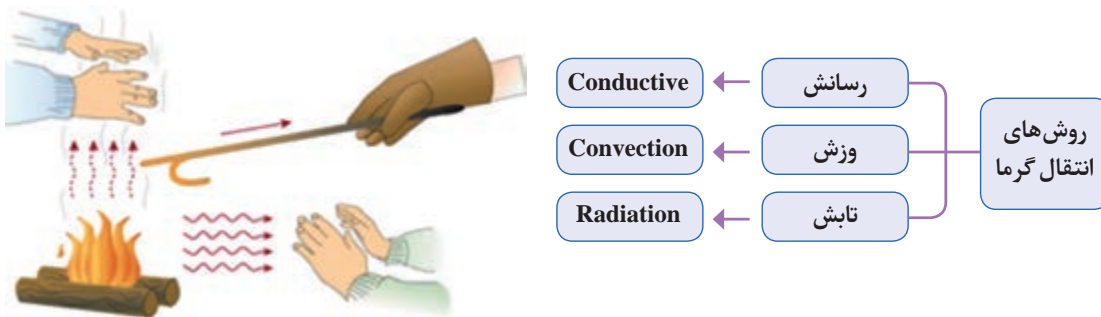 روش‌های
انتقال گرما
رسانش
Conductive
وزش
Convection
تابش
Radiation